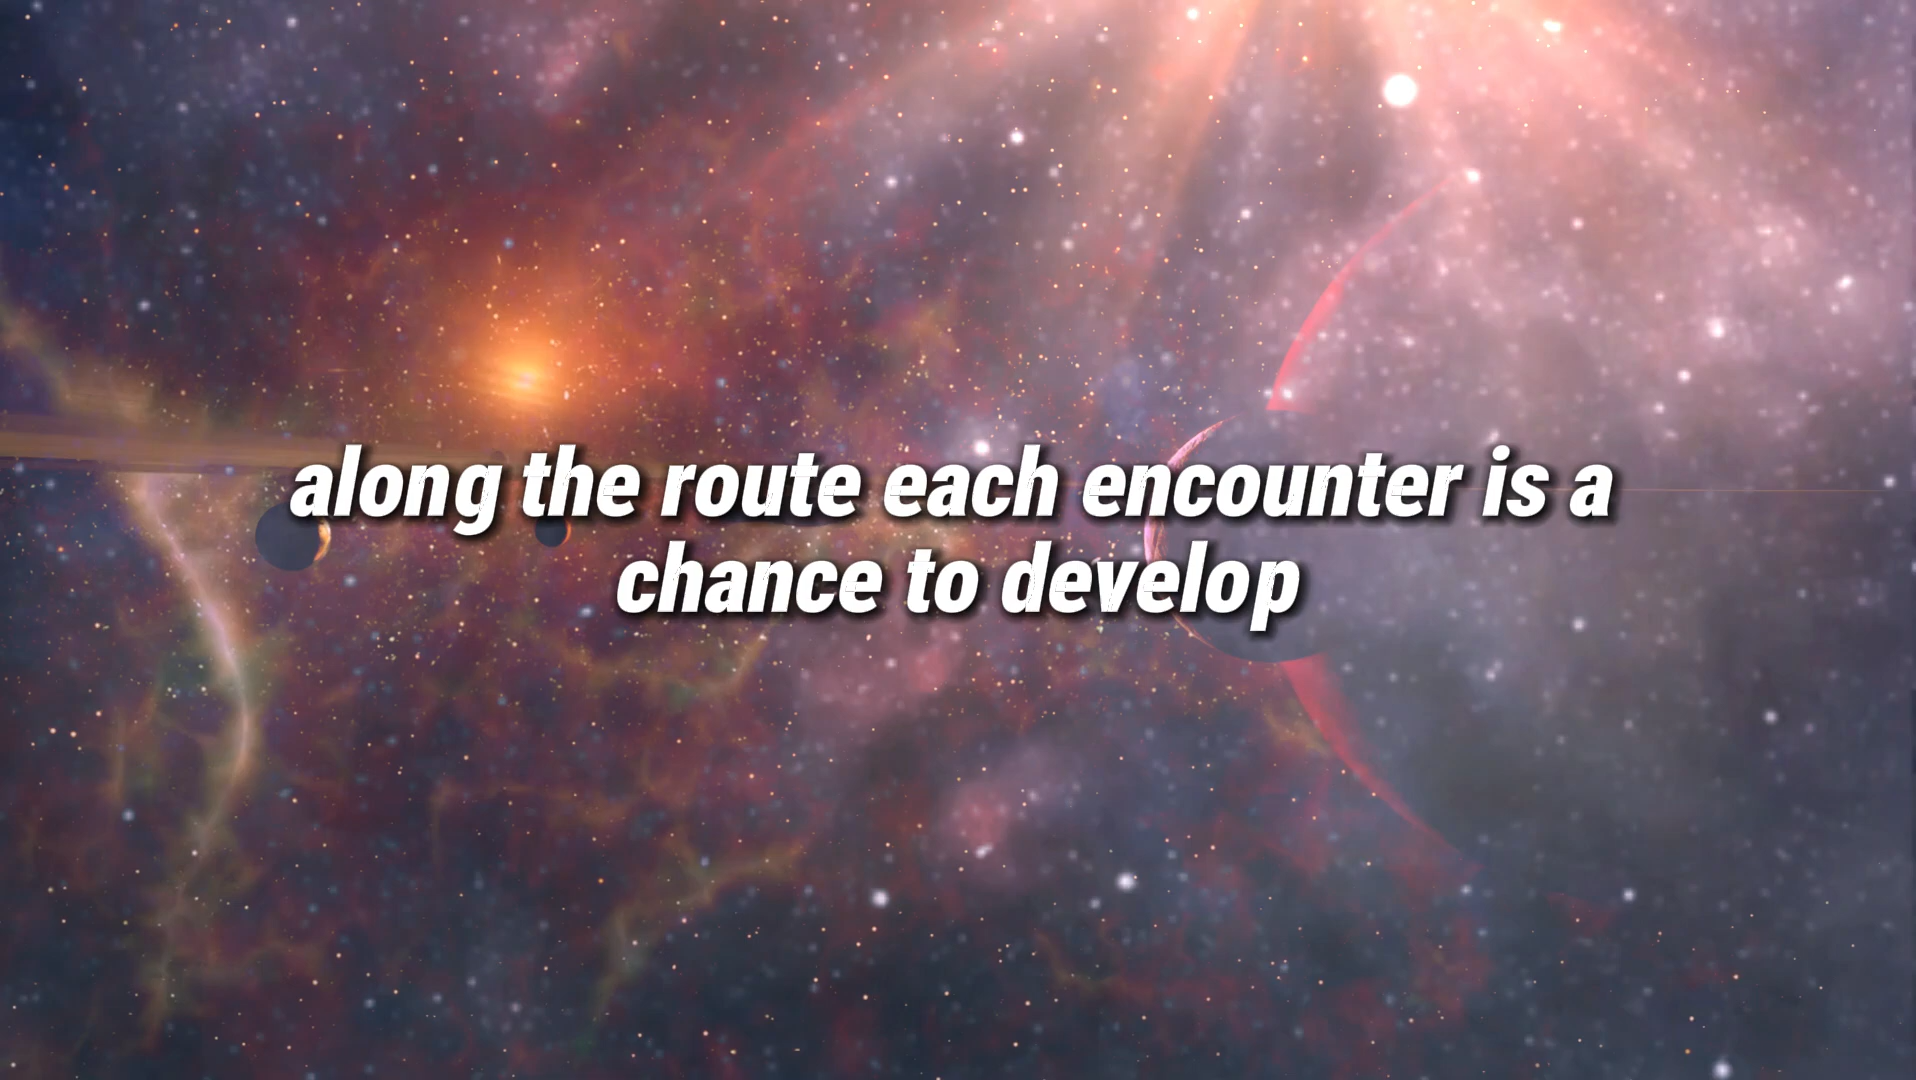 along the route each encounter is a
chance to develop